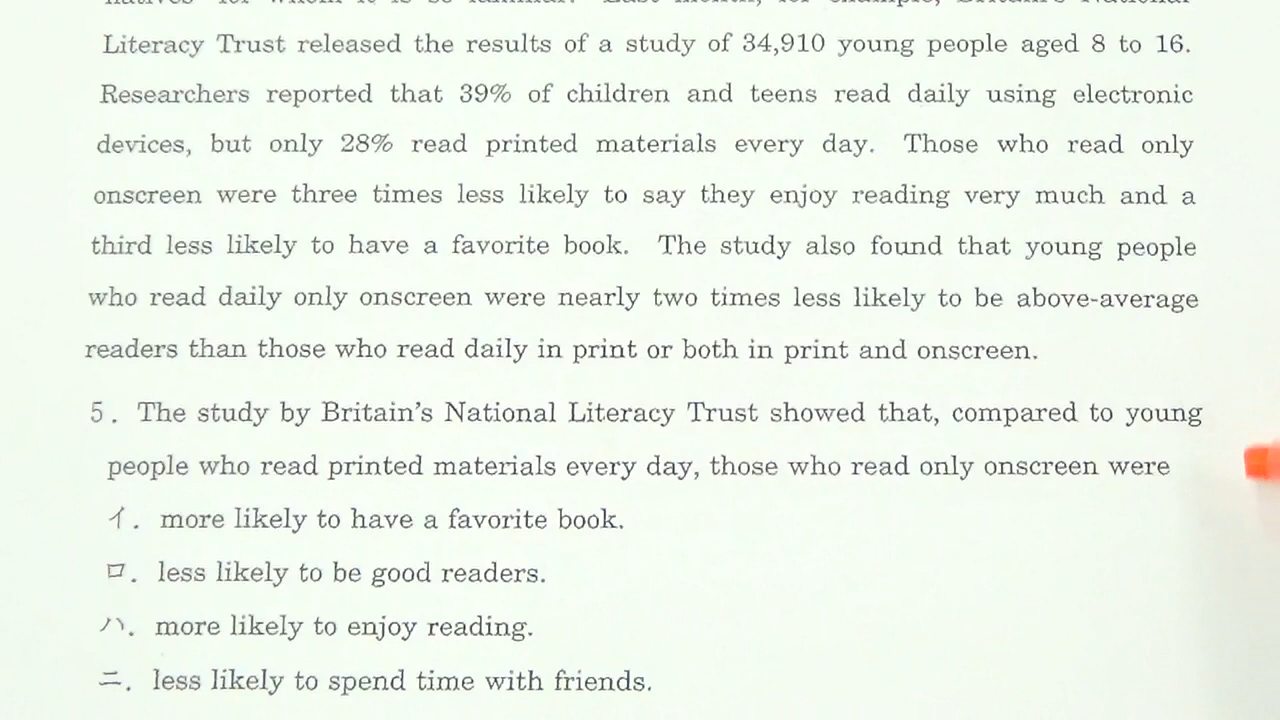 Literacy Trust released the results of a study of 34,910 young people aged 8 to 16.
Researchers reported that 39% of children and teens read daily using electronic
devices, but only 28% read printed materials every day. Those who read only
onscreen were three times less likely to say they enjoy reading very much and a
third less likely to have a favorite book. The study also found that young people
who read daily only onscreen were nearly two times less likely to be above-average
readers than those who read daily in print or both in print and onscreen.
5. The study by Britain's National Literacy Trust showed that, compared to young
people who read printed materials every day, those who read only onscreen were
イ. more likely to have a favorite book.
ロ. less likely to be good readers.
ハ. more likely to enjoy reading.
ニ. less likely to spend time with friends.